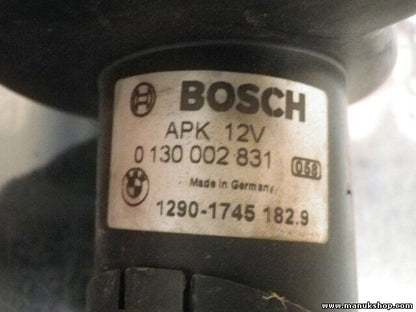 BOSCH
APK 12V
0 130 002 831
058
Made in Germany
1290-1745 182.9
www.manukshop.com